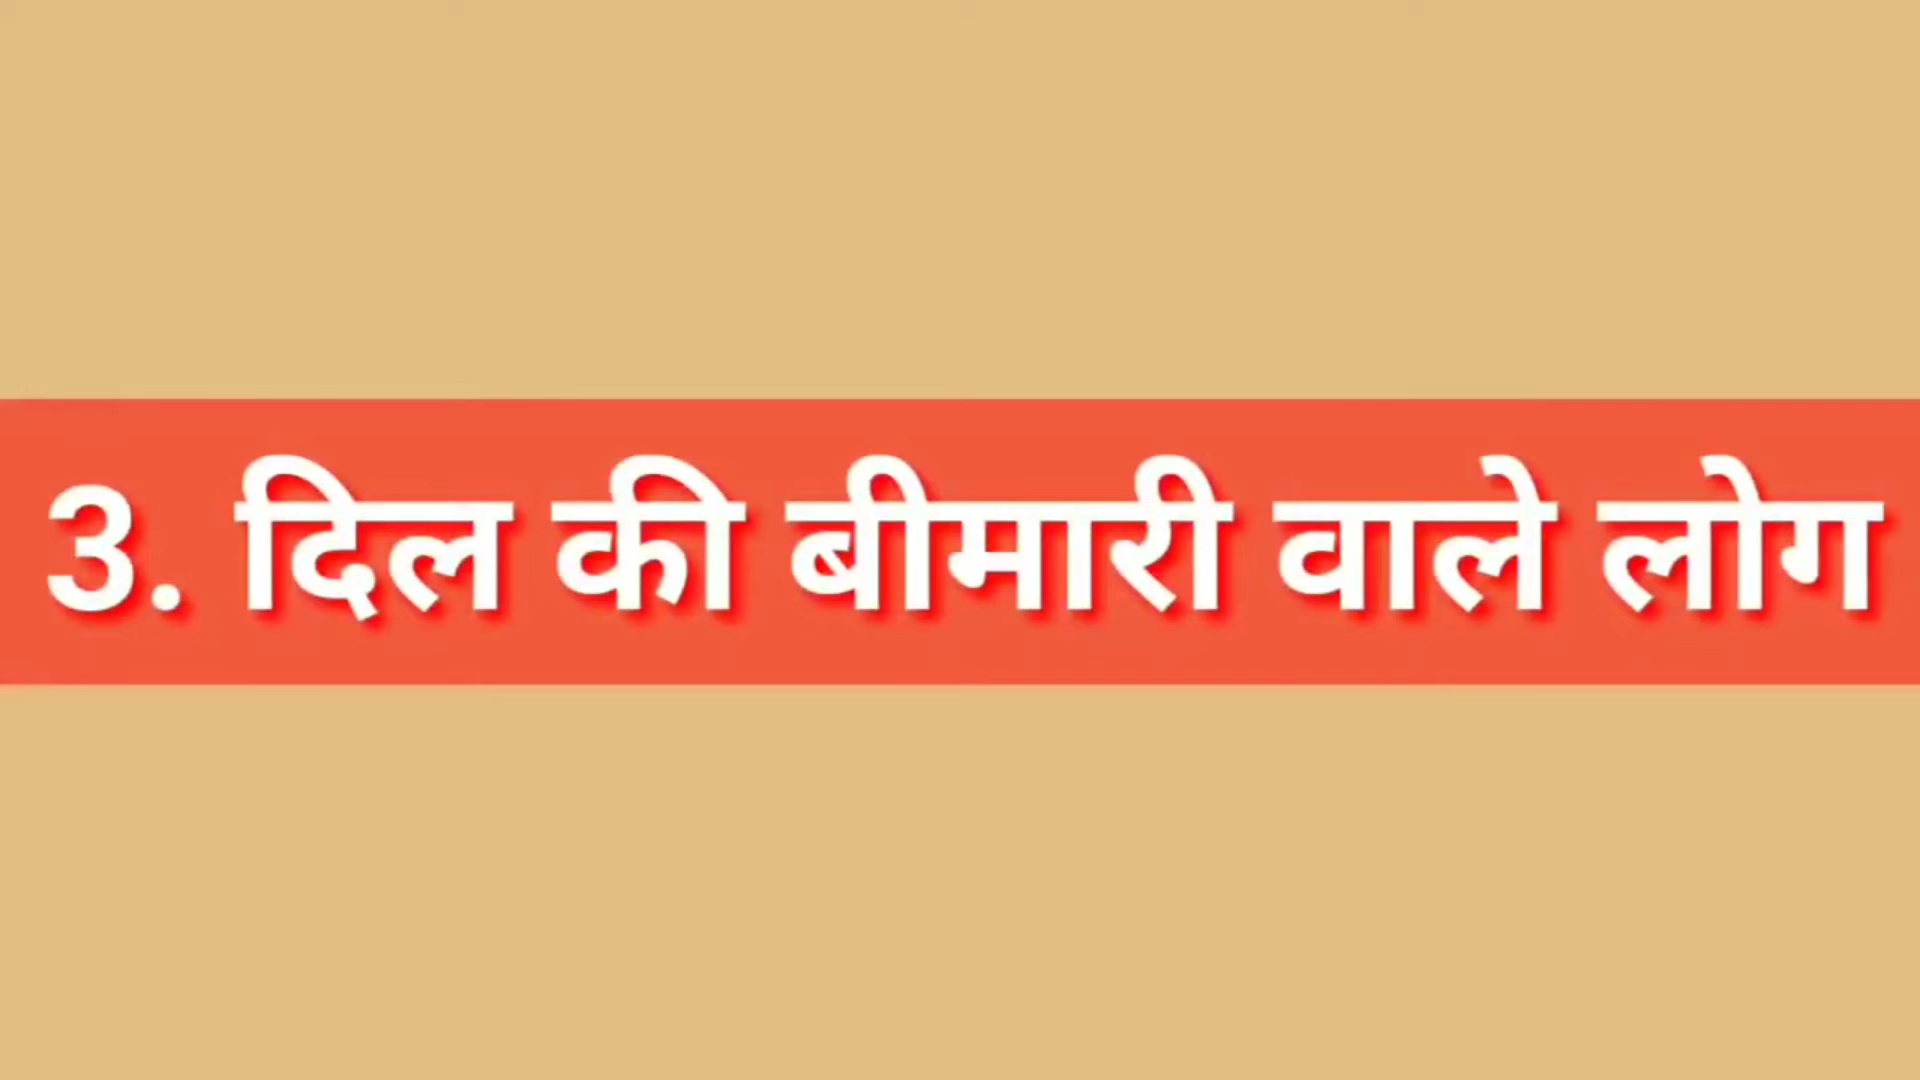 3. दिल की बीमारी वाले लोग